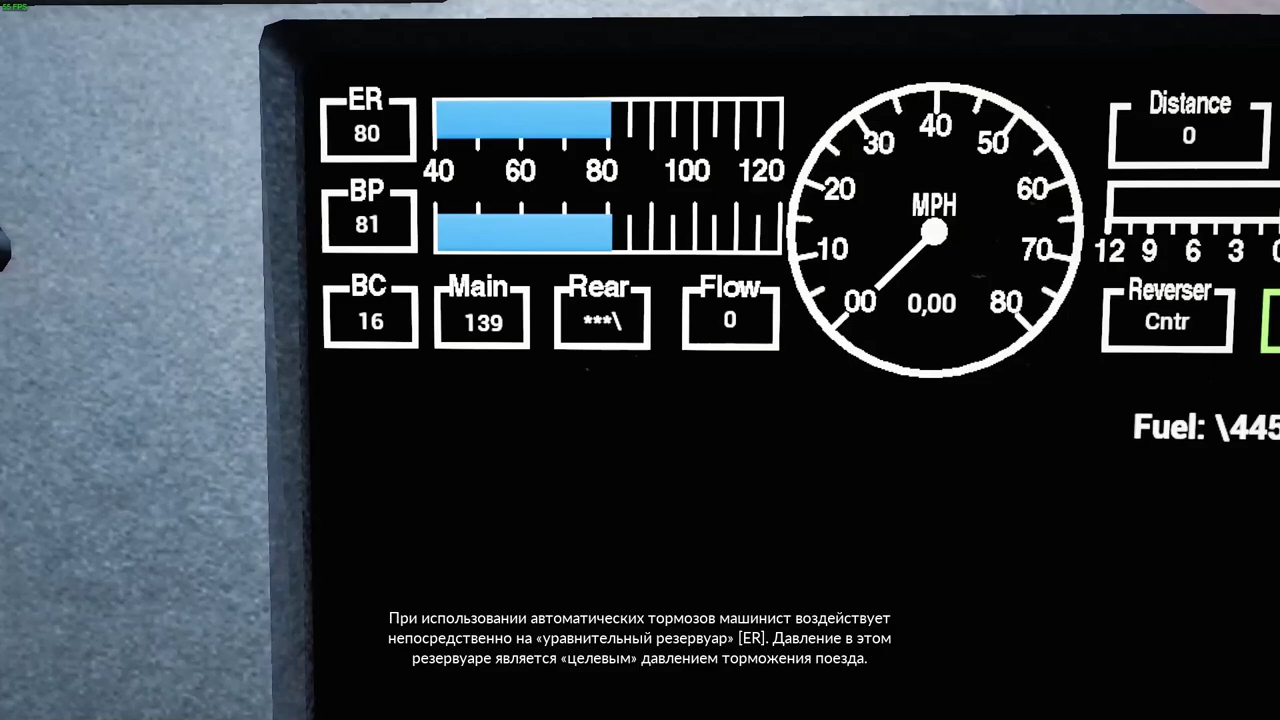 55 FPS
ER
80
40 60 80 100 120
BP
81
BC
16
Main
139
Rear
***\
Flow
0
00 10 20 30 40 50 60 70 80
MPH
0,00
Distance
0
12 9 6 3
Reverser
Cntr
Fuel: \445
При использовании автоматических тормозов машинист воздействует
непосредственно на «уравнительный резервуар» [ER]. Давление в этом
резервуаре является «целевым» давлением торможения поезда.